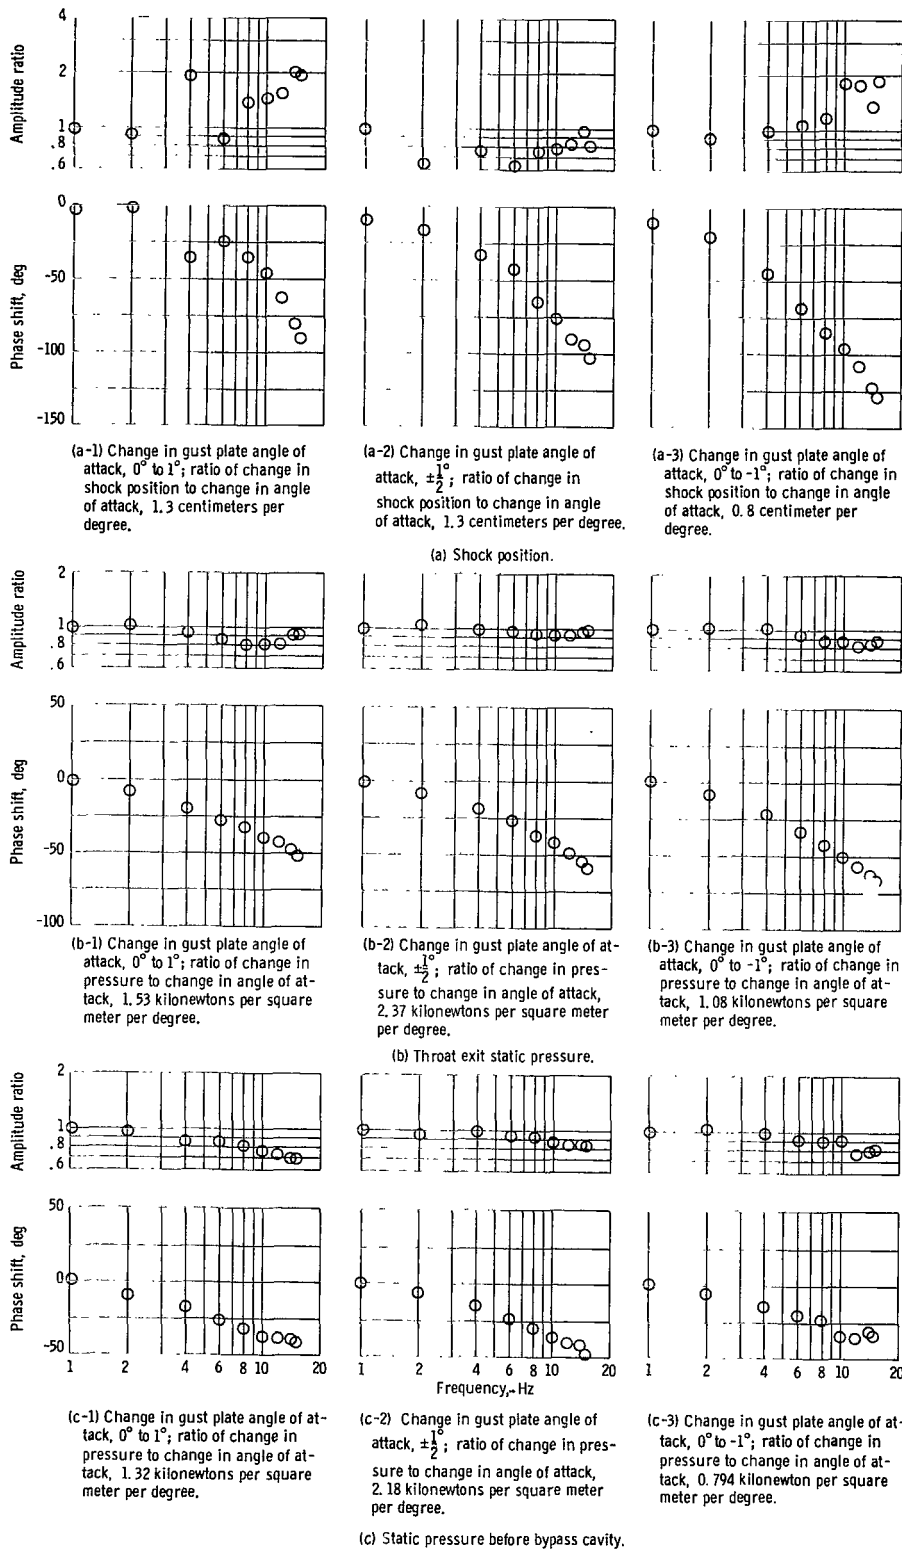 4
2
1
.8
.6
Amplitude ratio
0
-50
-100
-150
Phase shift, deg
(a-1) Change in gust plate angle of
attack, 0° to 1°; ratio of change in
shock position to change in angle
of attack, 1.3 centimeters per
degree.
(a-2) Change in gust plate angle of
attack, ±1/2°; ratio of change in
shock position to change in angle
of attack, 1.3 centimeters per degree.
(a-3) Change in gust plate angle of
attack, 0° to -1°; ratio of change in
shock position to change in angle
of attack, 0.8 centimeter per
degree.
(a) Shock position.
2
1
.8
.6
Amplitude ratio
50
0
-50
-100
Phase shift, deg
(b-1) Change in gust plate angle of
attack, 0° to 1°; ratio of change in
pressure to change in angle of at-
tack, 1.53 kilonewtons per square
meter per degree.
(b-2) Change in gust plate angle of at-
tack, ±1/2°; ratio of change in pres-
sure to change in angle of attack,
2.37 kilonewtons per square meter
per degree.
(b-3) Change in gust plate angle of
attack, 0° to -1°; ratio of change in
pressure to change in angle of at-
tack, 1.08 kilonewtons per square
meter per degree.
(b) Throat exit static pressure.
2
1
.8
.6
Amplitude ratio
50
0
-50
Phase shift, deg
1 2 4 6 8 10 20
1 2 4 6 8 10 20
1 2 4 6 8 10 20
Frequency, Hz
(c-1) Change in gust plate angle of at-
tack, 0° to 1°; ratio of change in
pressure to change in angle of at-
tack, 1.32 kilonewtons per square
meter per degree.
(c-2) Change in gust plate angle of
attack, ±1/2°; ratio of change in pres-
sure to change in angle of attack,
2.18 kilonewtons per square meter
per degree.
(c-3) Change in gust plate angle of at-
tack, 0° to -1°; ratio of change in
pressure to change in angle of at-
tack, 0.794 kilonewton per square
meter per degree.
(c) Static pressure before bypass cavity.